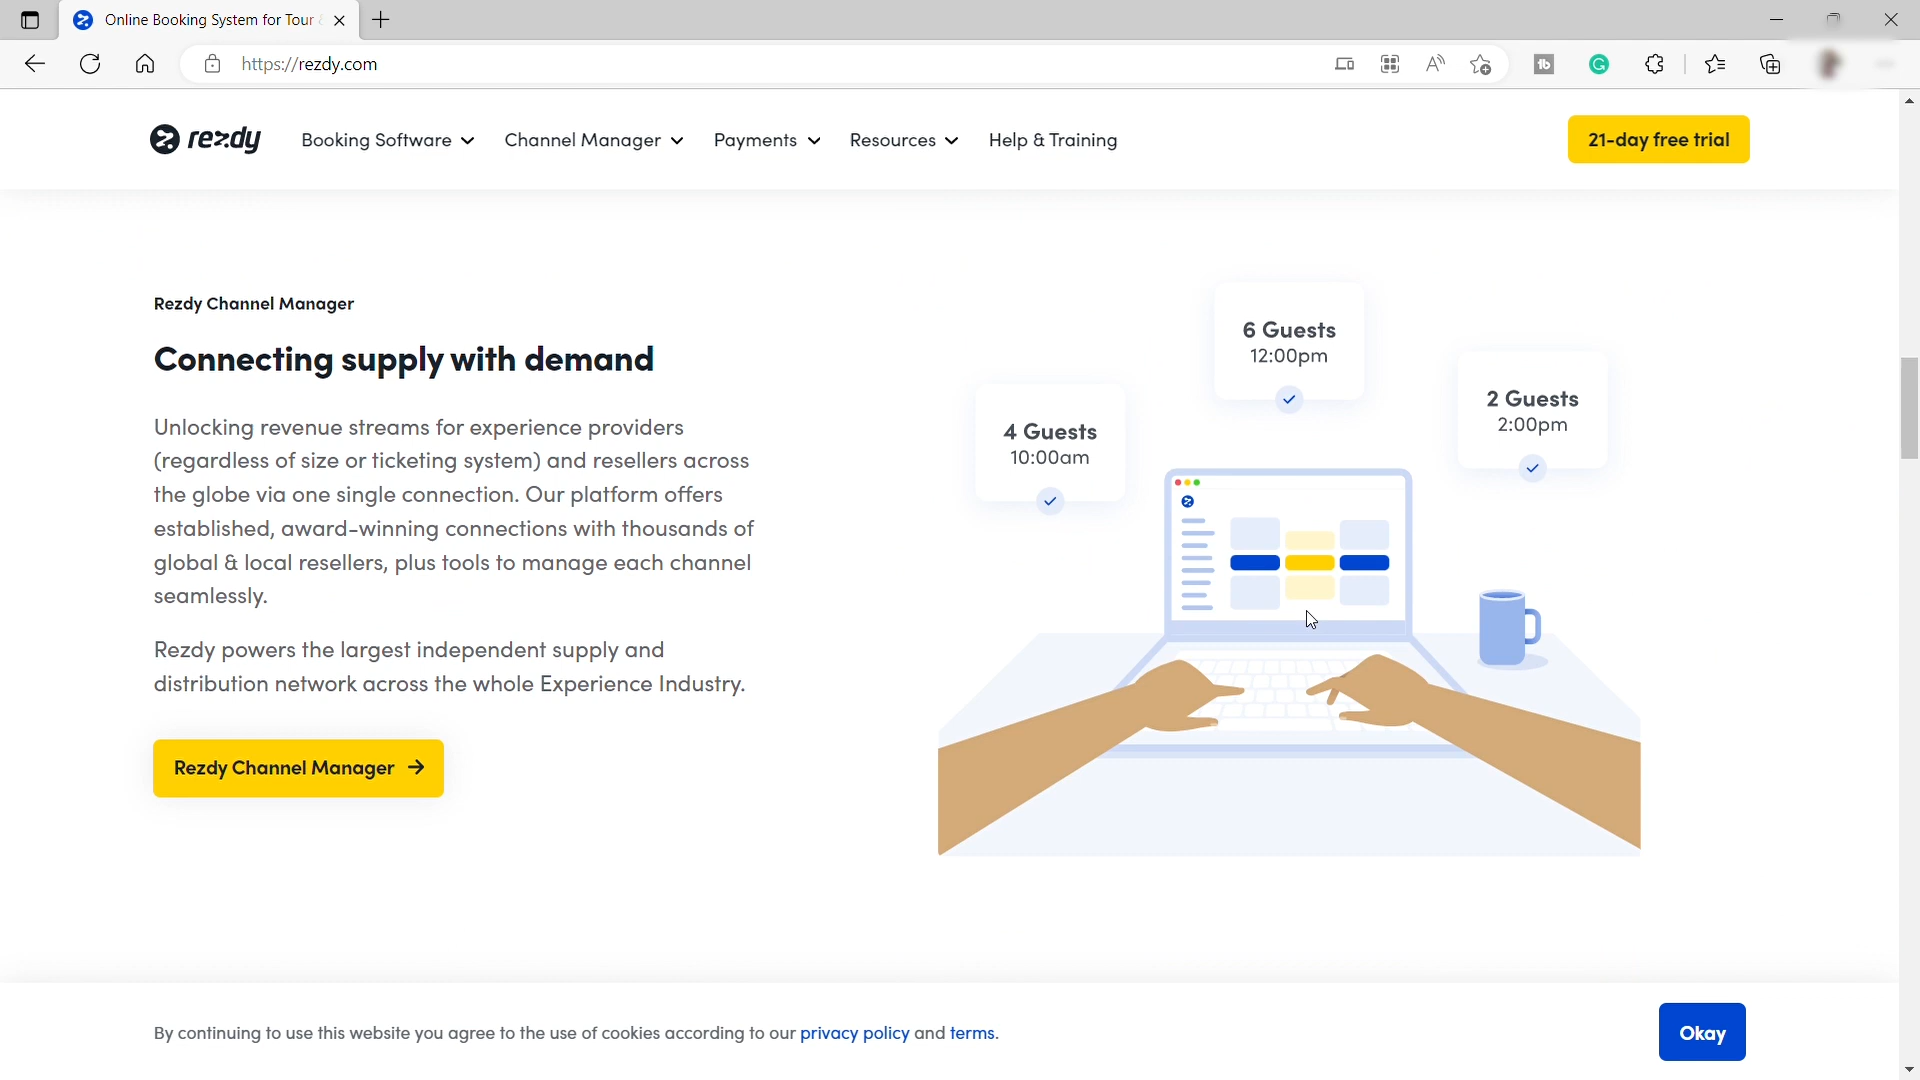 Online Booking System for Tour
https://rezdy.com
rezdy
Booking Software
Channel Manager
Payments
Resources
Help & Training
21-day free trial
Rezdy Channel Manager
Connecting supply with demand
Unlocking revenue streams for experience providers
(regardless of size or ticketing system) and resellers across
the globe via one single connection. Our platform offers
established, award-winning connections with thousands of
global & local resellers, plus tools to manage each channel
seamlessly.
Rezdy powers the largest independent supply and
distribution network across the whole Experience Industry.
Rezdy Channel Manager
4 Guests
10:00am
6 Guests
12:00pm
2 Guests
2:00pm
By continuing to use this website you agree to the use of cookies according to our privacy policy and terms.
Okay